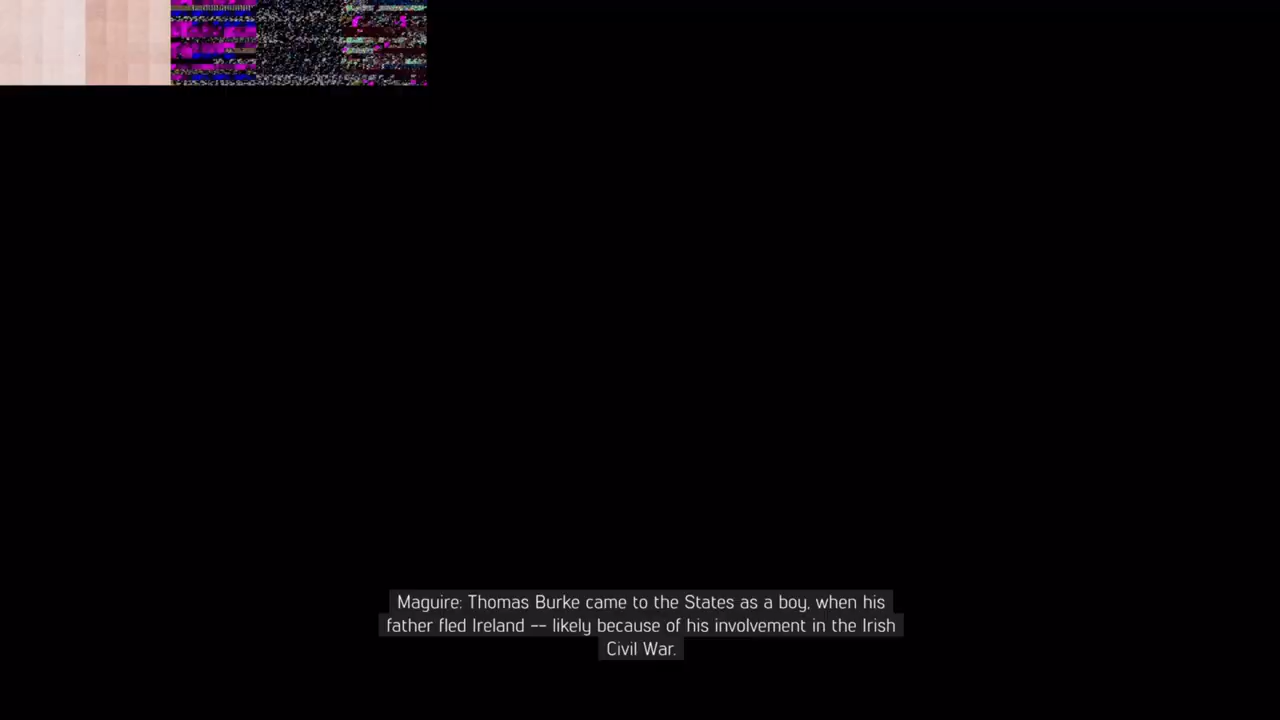 Maguire: Thomas Burke came to the States as a boy, when his
father fled Ireland -- likely because of his involvement in the Irish
Civil War.